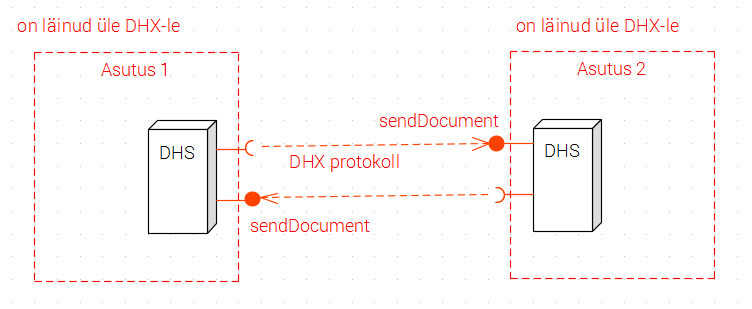 on läinud üle DHX-le
on läinud üle DHX-le
Asutus 1
Asutus 2
sendDocument
DHS
DHS
DHX protokoll
sendDocument